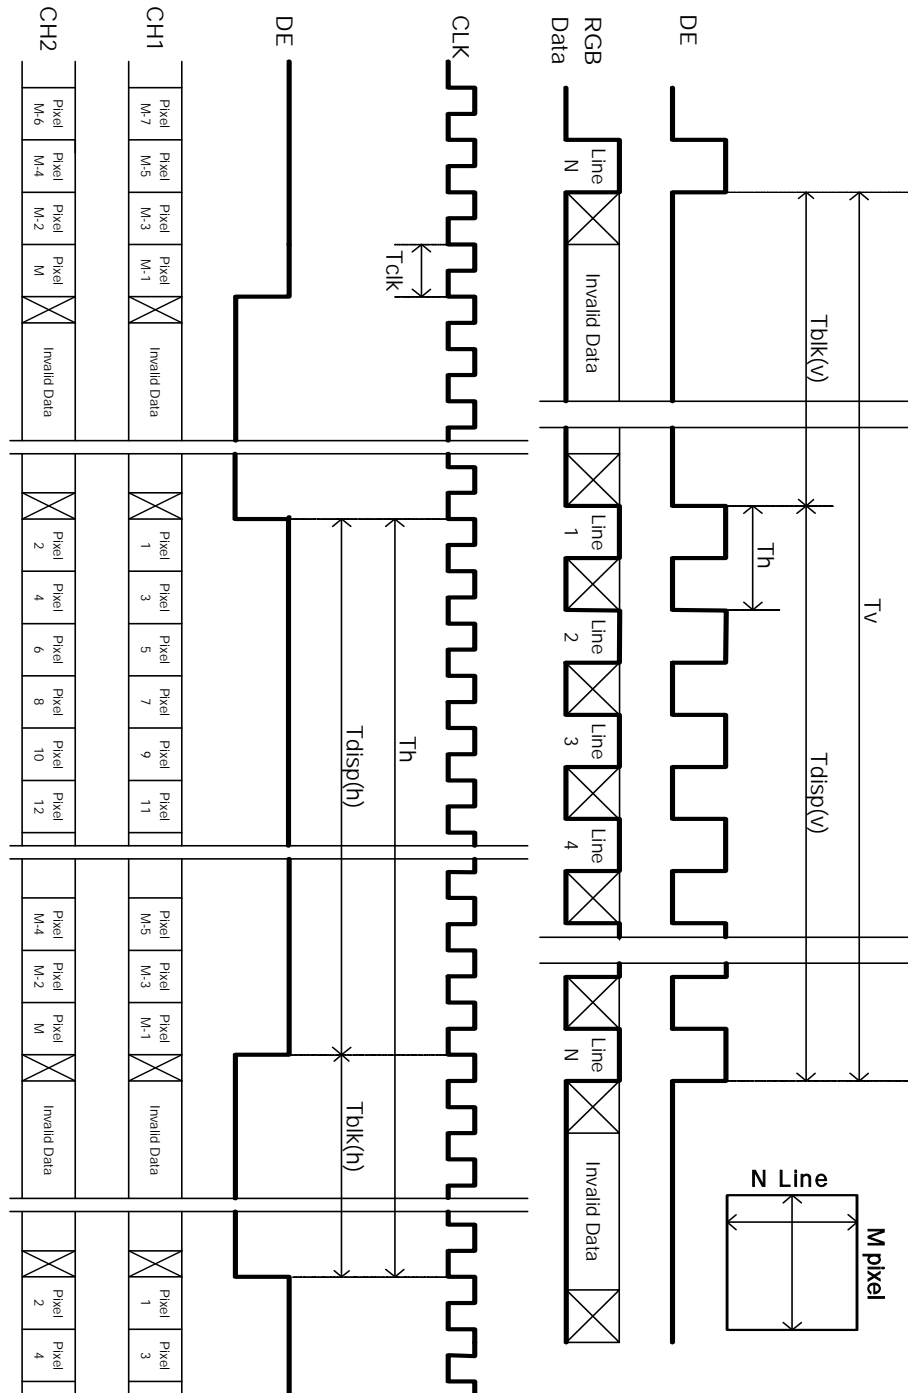 Tv
Tblk(v)
Tdisp(v)
Th
DE
RGB
Data
Line
N
Invalid Data
Line
1
Line
2
Line
3
Line
4
Line
N
Invalid Data
N Line
M pixel
CLK
Tclk
Th
Tdisp(h)
Tblk(h)
DE
CH1
Pixel
M-7
Pixel
M-5
Pixel
M-3
Pixel
M-1
Invalid Data
Pixel
1
Pixel
3
Pixel
5
Pixel
7
Pixel
9
Pixel
11
Pixel
M-5
Pixel
M-3
Pixel
M-1
Invalid Data
Pixel
1
Pixel
3
CH2
Pixel
M-6
Pixel
M-4
Pixel
M-2
Pixel
M
Invalid Data
Pixel
2
Pixel
4
Pixel
6
Pixel
8
Pixel
10
Pixel
12
Pixel
M-4
Pixel
M-2
Pixel
M
Invalid Data
Pixel
2
Pixel
4